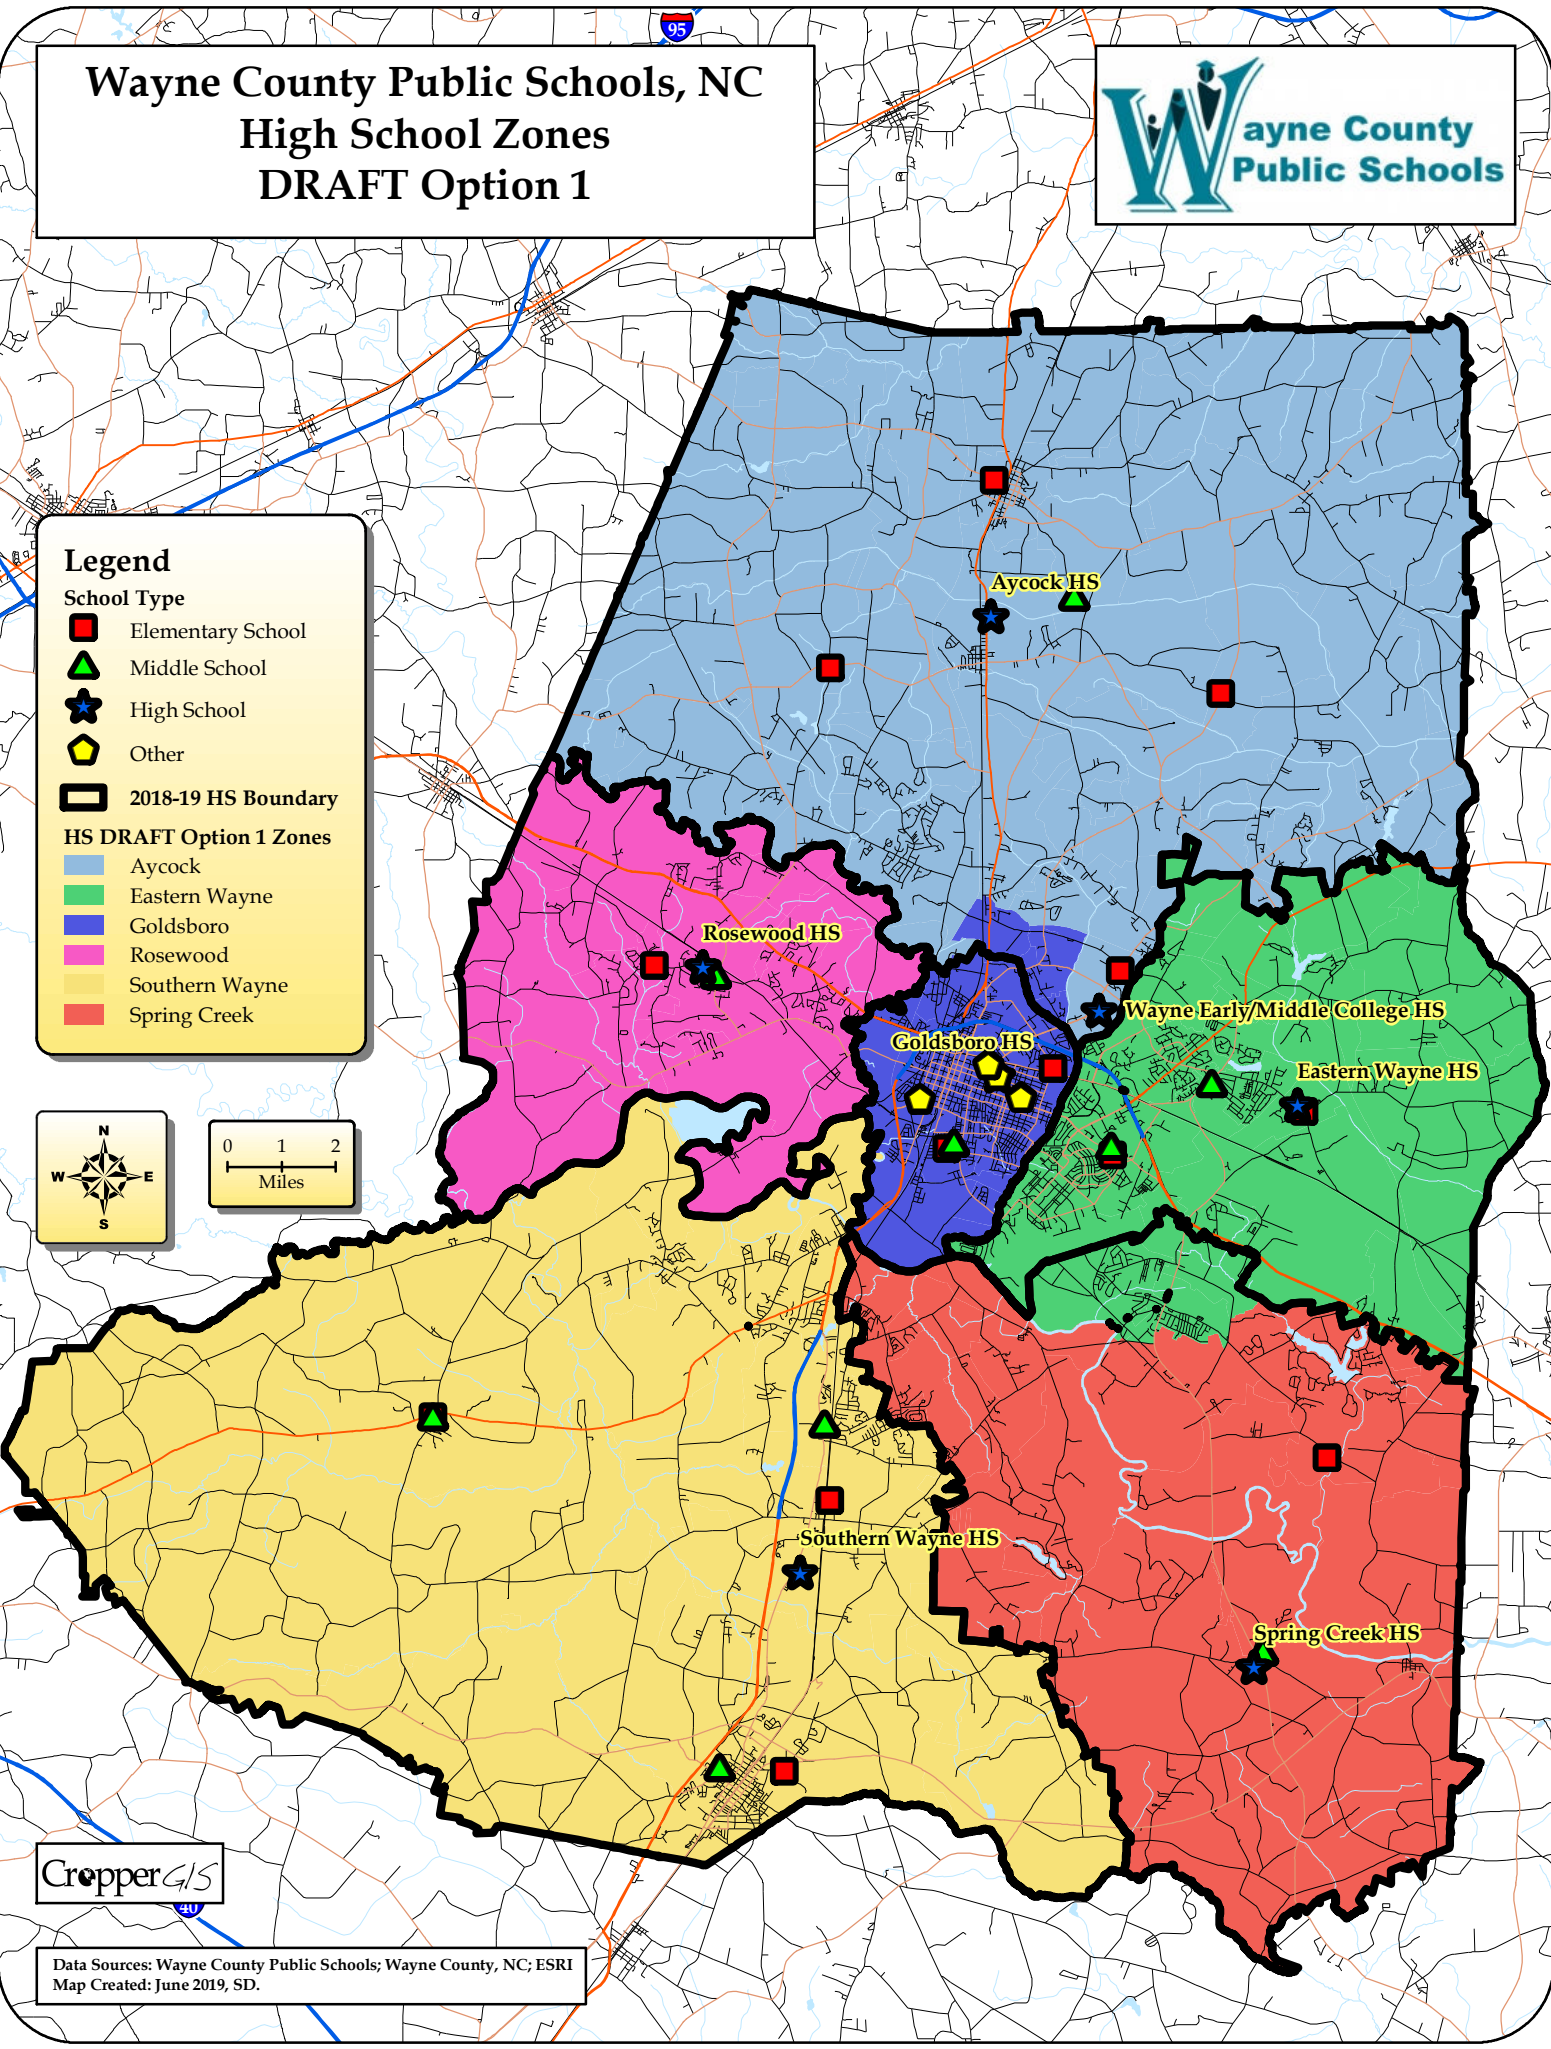 95
Wayne County Public Schools, NC
High School Zones
DRAFT Option 1
Wayne County
Public Schools
Legend
School Type
Elementary School
Middle School
High School
Other
2018-19 HS Boundary
HS DRAFT Option 1 Zones
Aycock
Eastern Wayne
Goldsboro
Rosewood
Southern Wayne
Spring Creek
Aycock HS
Rosewood HS
Wayne Early/Middle College HS
Goldsboro HS
Eastern Wayne HS
Southern Wayne HS
Spring Creek HS
N
W E
S
0 1 2
Miles
Cropper GIS
40
Data Sources: Wayne County Public Schools; Wayne County, NC; ESRI
Map Created: June 2019, SD.